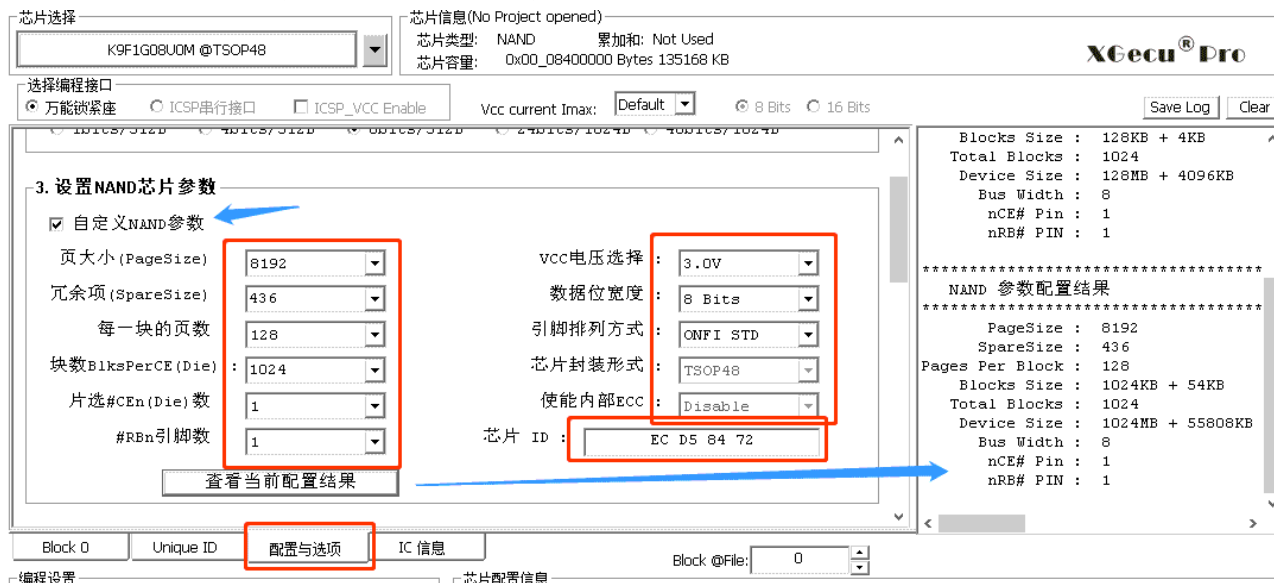 芯片选择
K9F1G08U0M @TSOP48
芯片信息(No Project opened)
芯片类型: NAND 累加和: Not Used
芯片容量: 0x00_08400000 Bytes 135168 KB
XGecu® Pro
选择编程接口
万能锁紧座 ICSP串行接口 ICSP_VCC Enable
Vcc current Imax: Default 8 Bits 16 Bits
Save Log Clear
1bits/512B 4bits/512B 8bits/512B 24bits/1024B 40bits/1024B
3. 设置NAND芯片参数
自定义NAND参数
页大小(PageSize) 8192
冗余项(SpareSize) 436
每一块的页数 128
块数BlksPerCE(Die) : 1024
片选#CEn(Die)数 1
#RBn引脚数 1
查看当前配置结果
VCC电压选择 : 3.0V
数据位宽度 : 8 Bits
引脚排列方式 : ONFI STD
芯片封装形式 : TSOP48
使能内部ECC : Disable
芯片 ID : EC D5 84 72
Blocks Size : 128KB + 4KB
Total Blocks : 1024
Device Size : 128MB + 4096KB
Bus Width : 8
nCE# Pin : 1
nRB# PIN : 1
************************************
NAND 参数配置结果
************************************
PageSize : 8192
SpareSize : 436
Pages Per Block : 128
Blocks Size : 1024KB + 54KB
Total Blocks : 1024
Device Size : 1024MB + 55808KB
Bus Width : 8
nCE# Pin : 1
nRB# PIN : 1
Block 0 Unique ID 配置与选项 IC 信息
Block @File: 0
编程设置
芯片配置信息